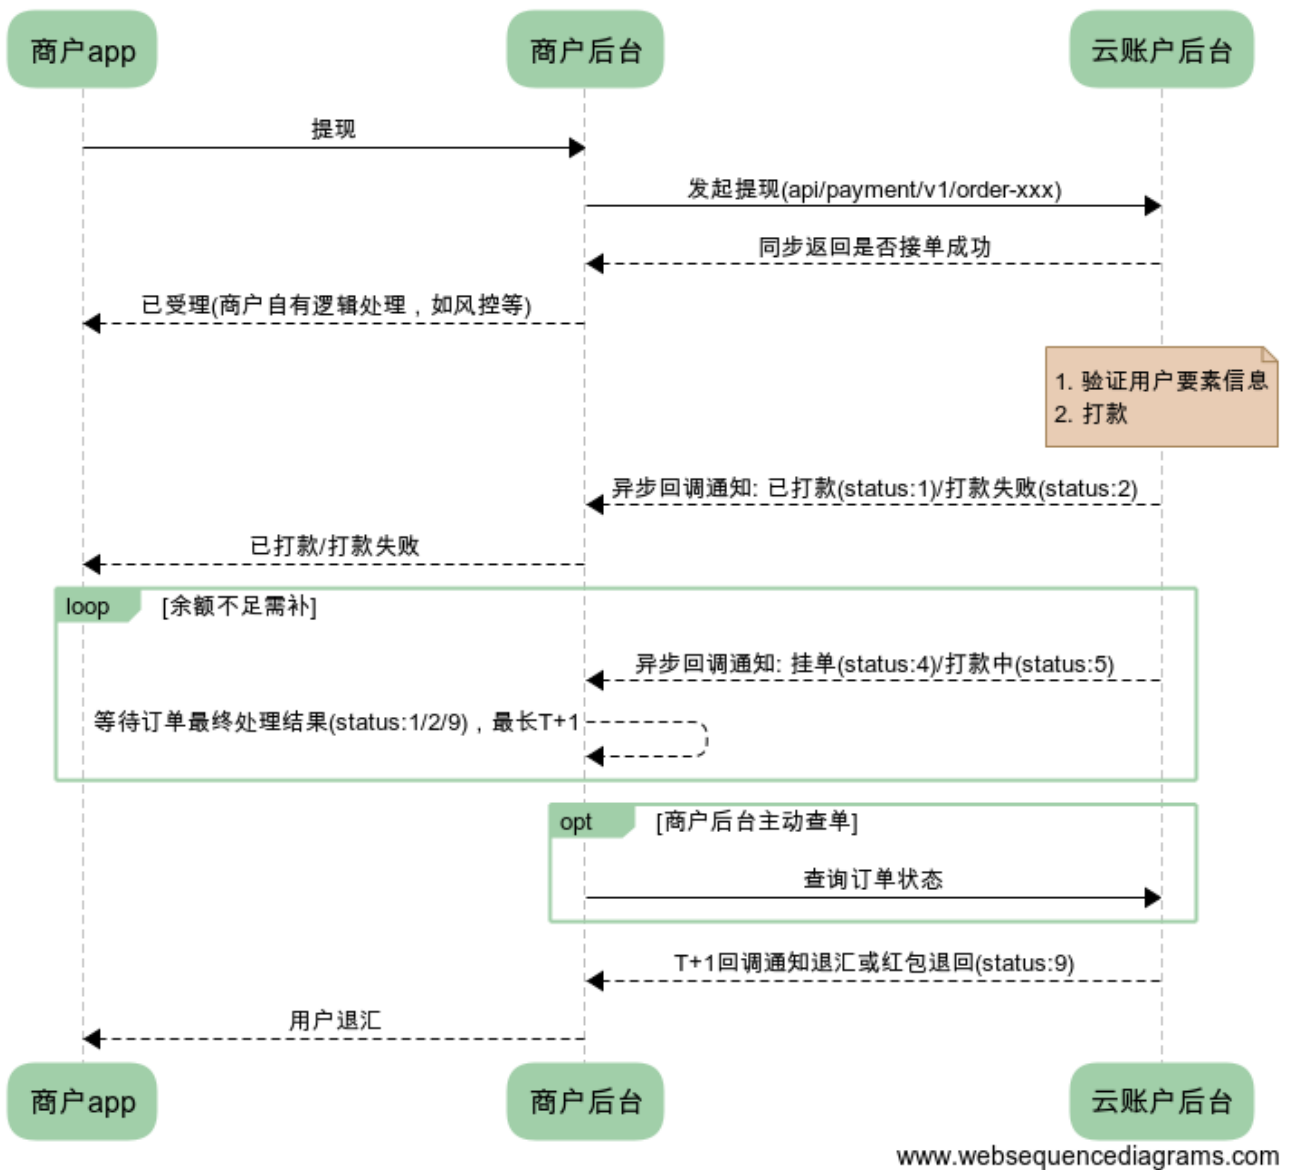 商户app
商户后台
云账户后台
提现
发起提现(api/payment/v1/order-xxx)
同步返回是否接单成功
已受理(商户自有逻辑处理，如风控等)
1. 验证用户要素信息
2. 打款
异步回调通知: 已打款(status:1)/打款失败(status:2)
已打款/打款失败
loop [余额不足需补]
异步回调通知: 挂单(status:4)/打款中(status:5)
等待订单最终处理结果(status:1/2/9)，最长T+1
opt [商户后台主动查单]
查询订单状态
T+1回调通知退汇或红包退回(status:9)
用户退汇
商户app
商户后台
云账户后台
www.websequencediagrams.com